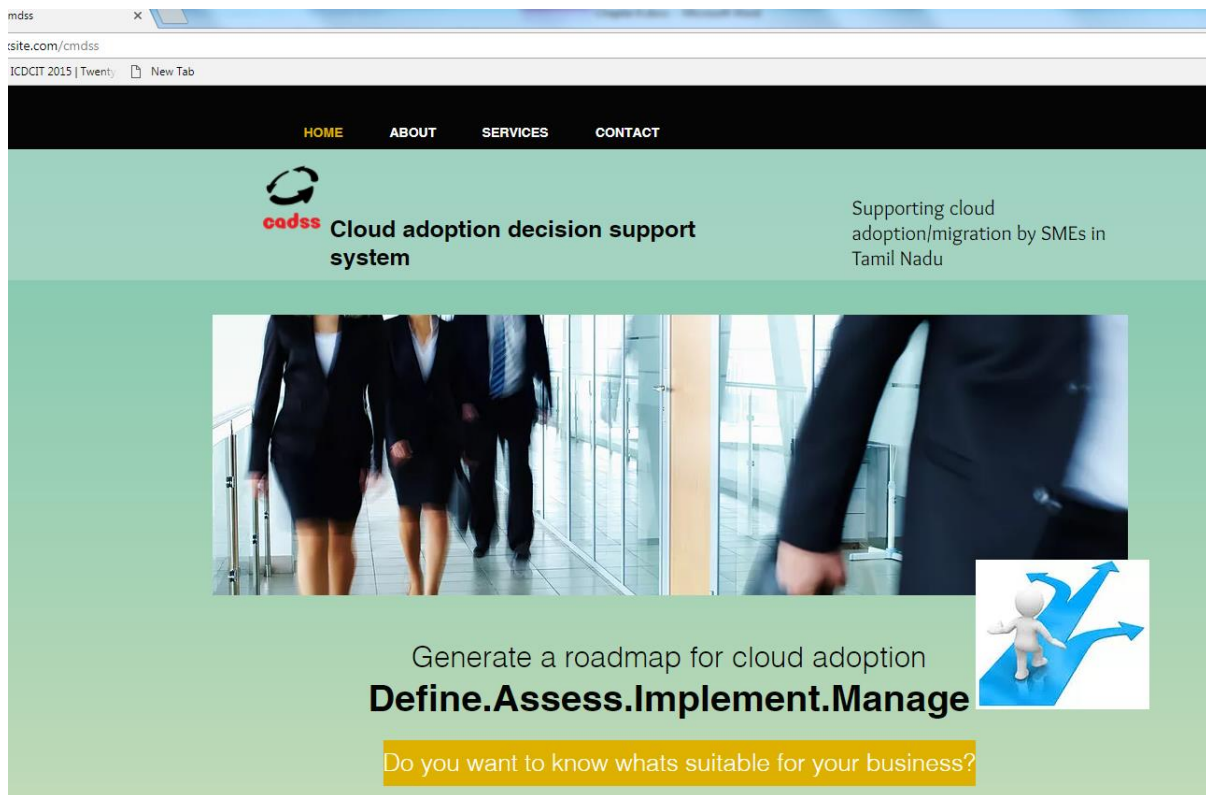 mdss
site.com/cmdss
ICDCIT 2015 | Twenty
New Tab
HOME ABOUT SERVICES CONTACT
cadss
Cloud adoption decision support
system
Supporting cloud
adoption/migration by SMEs in
Tamil Nadu
Generate a roadmap for cloud adoption
Define.Assess.Implement.Manage
Do you want to know whats suitable for your business?